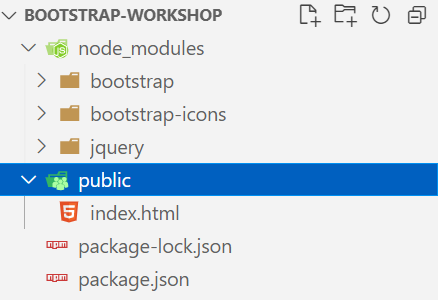 BOOTSTRAP-WORKSHOP
node_modules
bootstrap
bootstrap-icons
jquery
public
index.html
package-lock.json
package.json